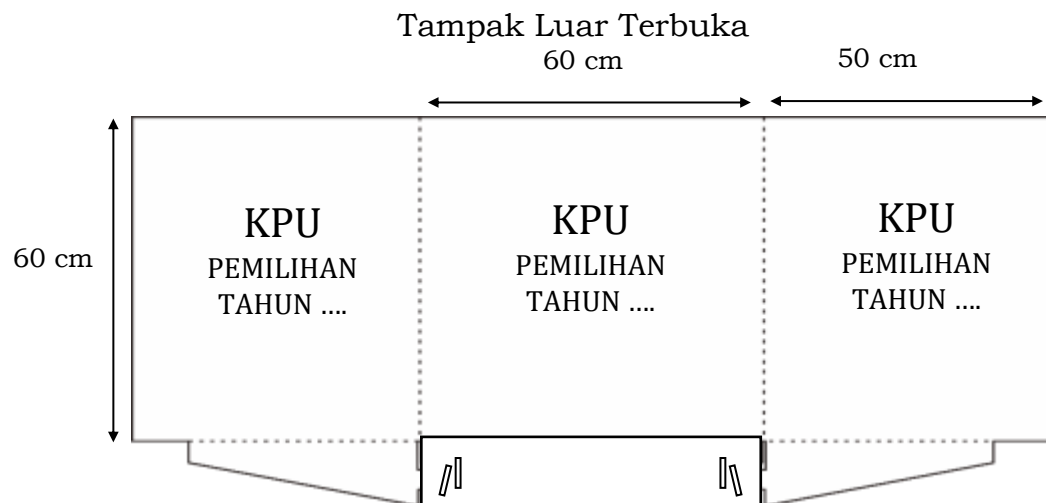 Tampak Luar Terbuka
60 cm
50 cm
60 cm
KPU
PEMILIHAN
TAHUN ....
KPU
PEMILIHAN
TAHUN ....
KPU
PEMILIHAN
TAHUN ....